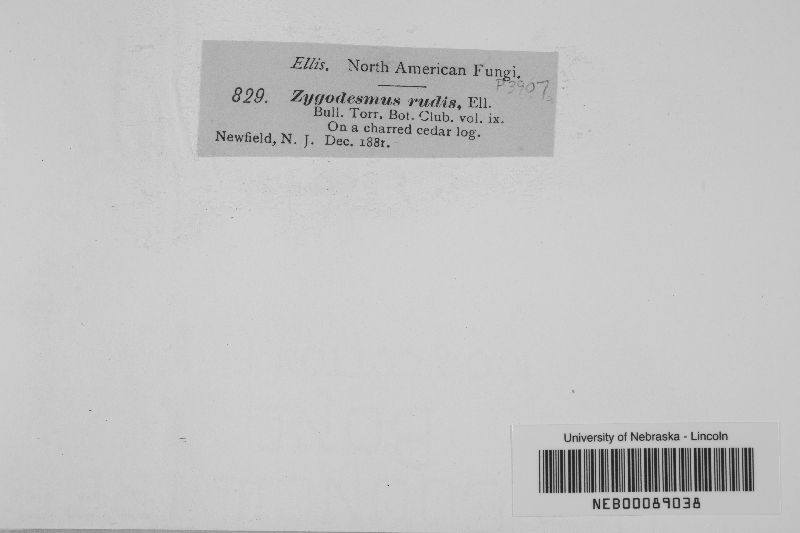 Ellis. North American Fungi.
P3907
829. Zygodesmus rudis, Ell.
Bull. Torr. Bot. Club. vol. ix.
On a charred cedar log.
Newfield, N. J. Dec. 1881.
University of Nebraska - Lincoln
NEB00089038